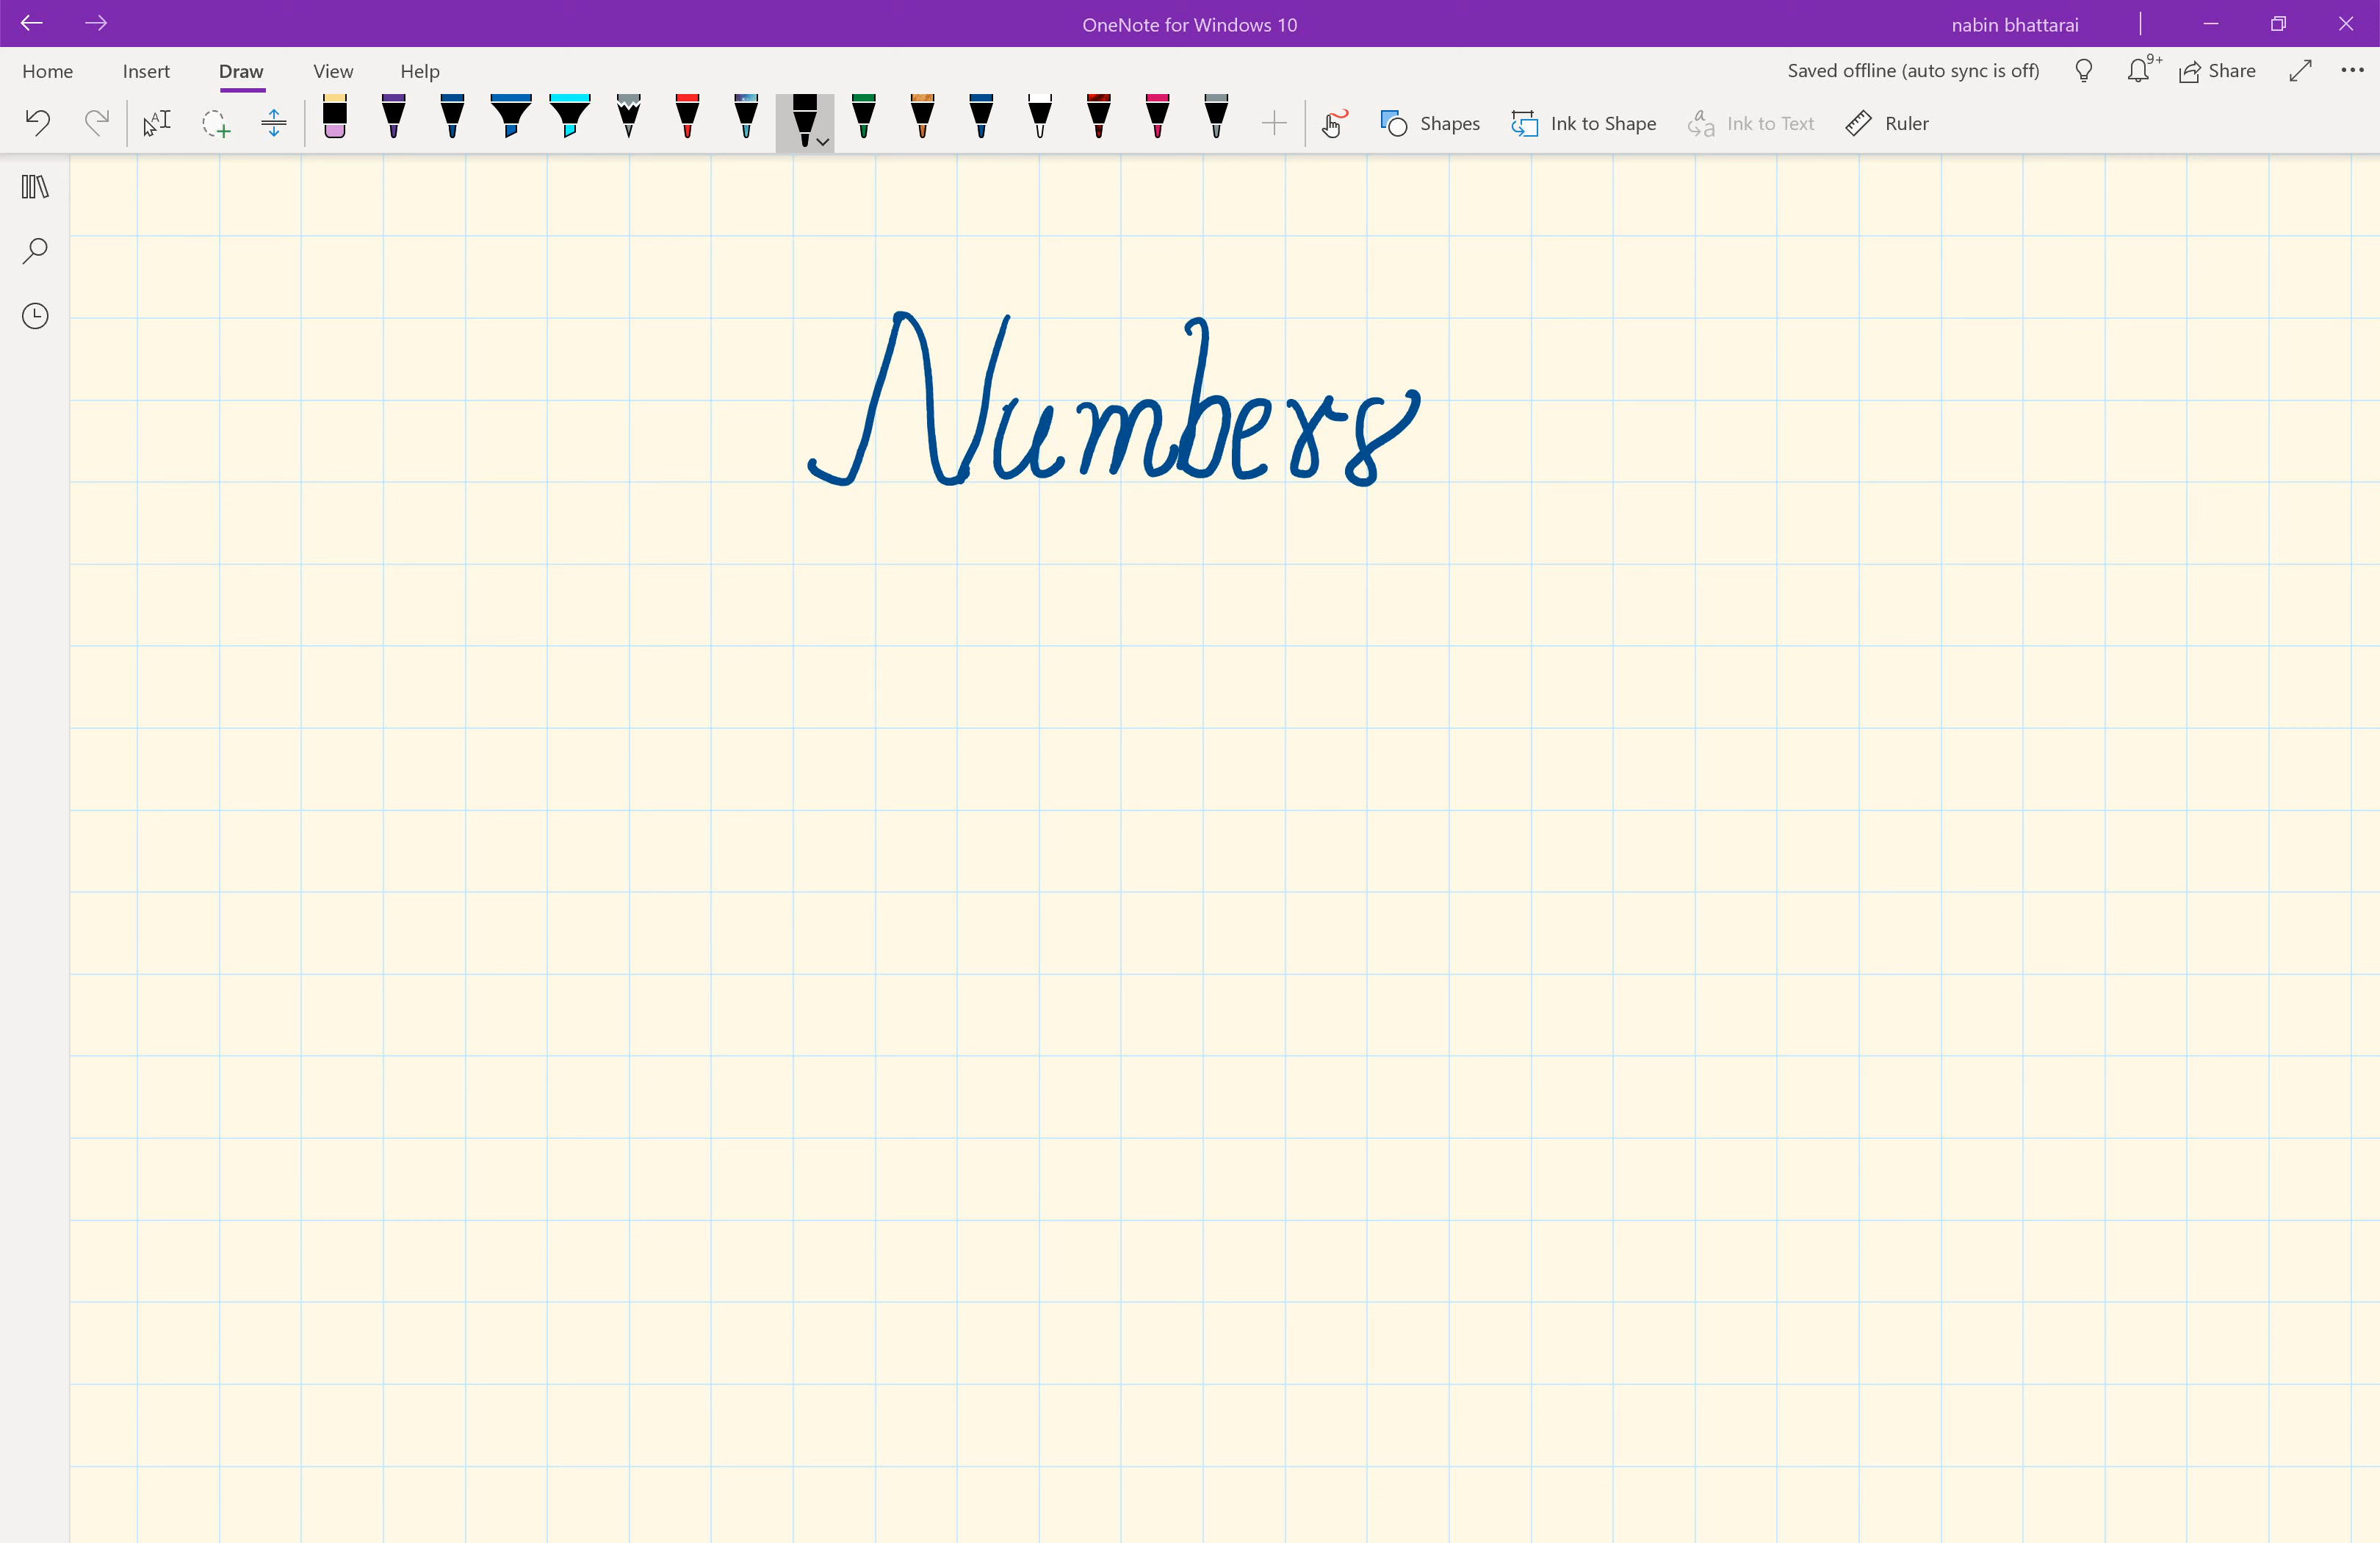 OneNote for Windows 10
nabin bhattarai
Home Insert Draw View Help
Saved offline (auto sync is off)
9+
Share
Shapes
Ink to Shape
Ink to Text
Ruler
Numbers